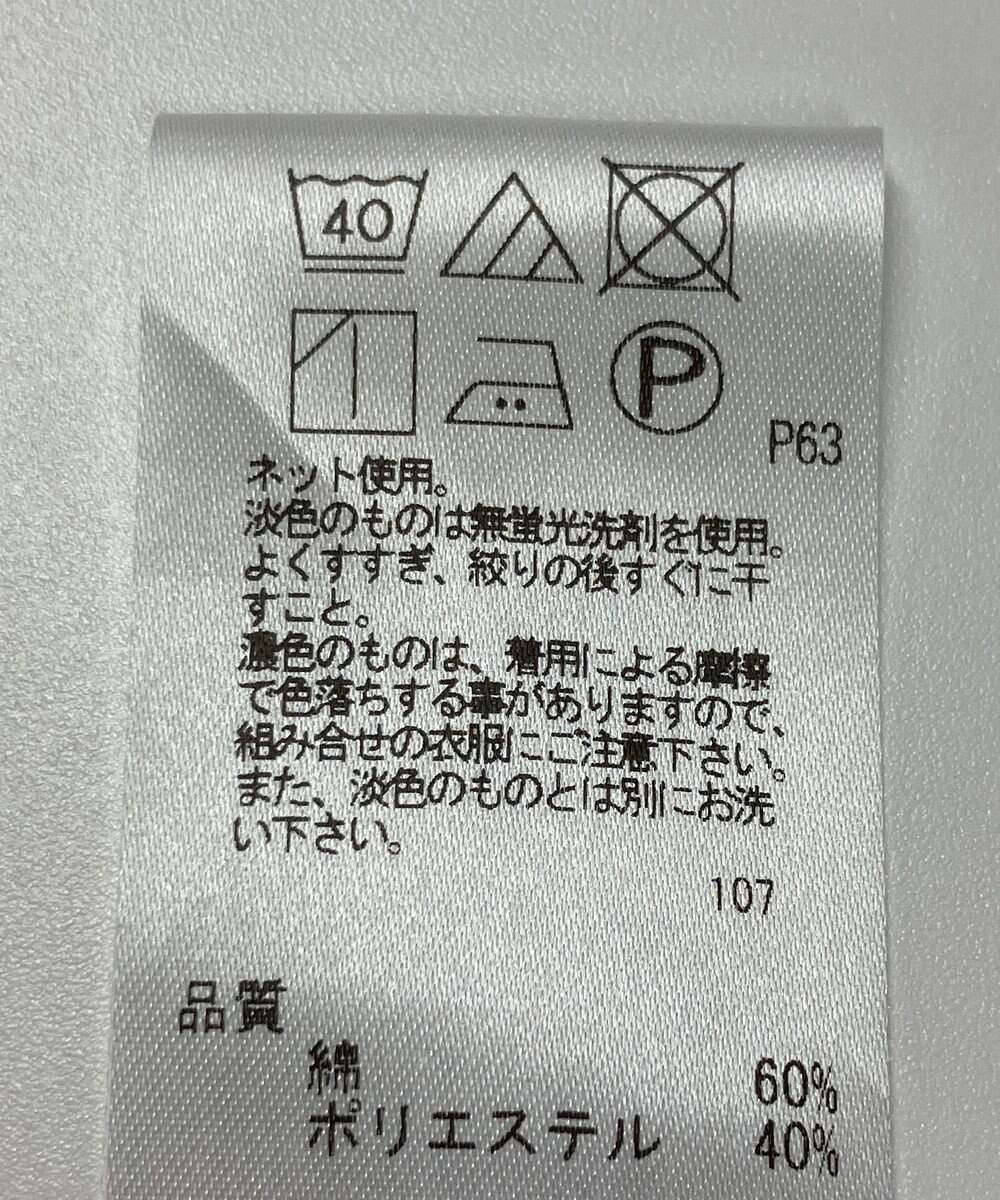 40
P
P63
ネット使用。
淡色のものは無蛍光洗剤を使用。
よくすすぎ、絞りの後すぐに干
すこと。
濃色のものは、着用による摩擦
で色落ちする事がありますので、
組み合せの衣服にご注意下さい。
また、淡色のものとは別にお洗
い下さい。
107
品質
綿 60%
ポリエステル 40%